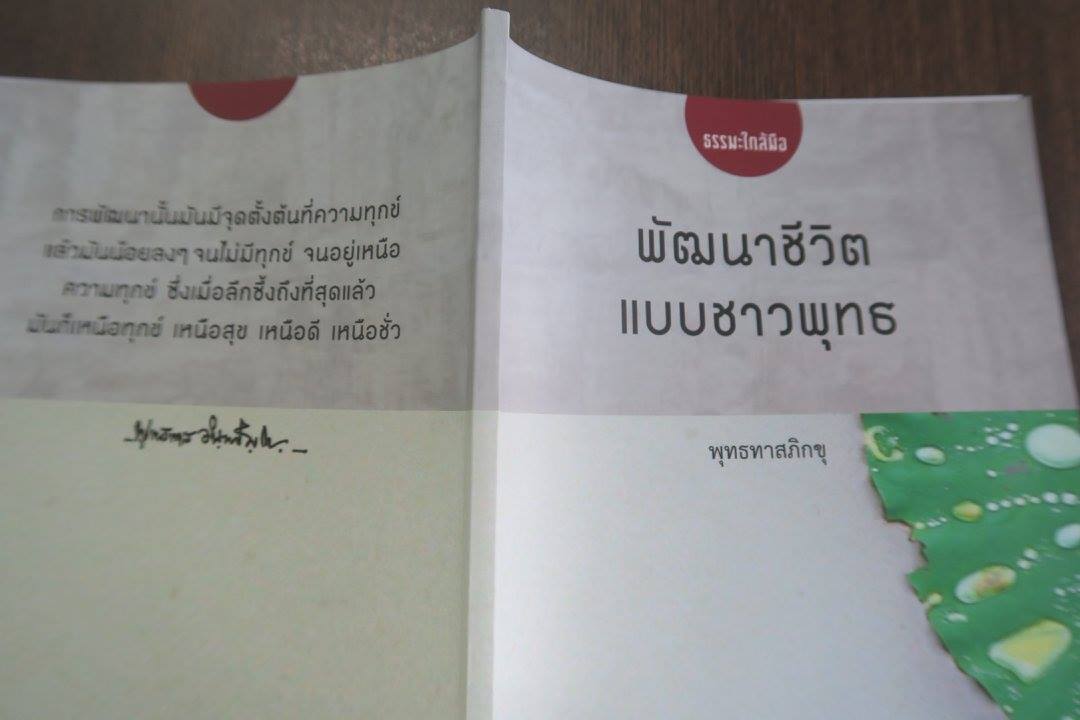 การพัฒนานั้นมันมีจุดตั้งต้นที่ความทุกข์
แล้วมันน้อยลงๆ จนไม่มีทุกข์ จนอยู่เหนือ
ความทุกข์ ซึ่งเมื่อลึกซึ้งถึงที่สุดแล้ว
มันก็เหนือทุกข์ เหนือสุข เหนือดี เหนือชั่ว
ธรรมะใกล้มือ
พัฒนาชีวิต
แบบชาวพุทธ
พุทธทาสภิกขุ